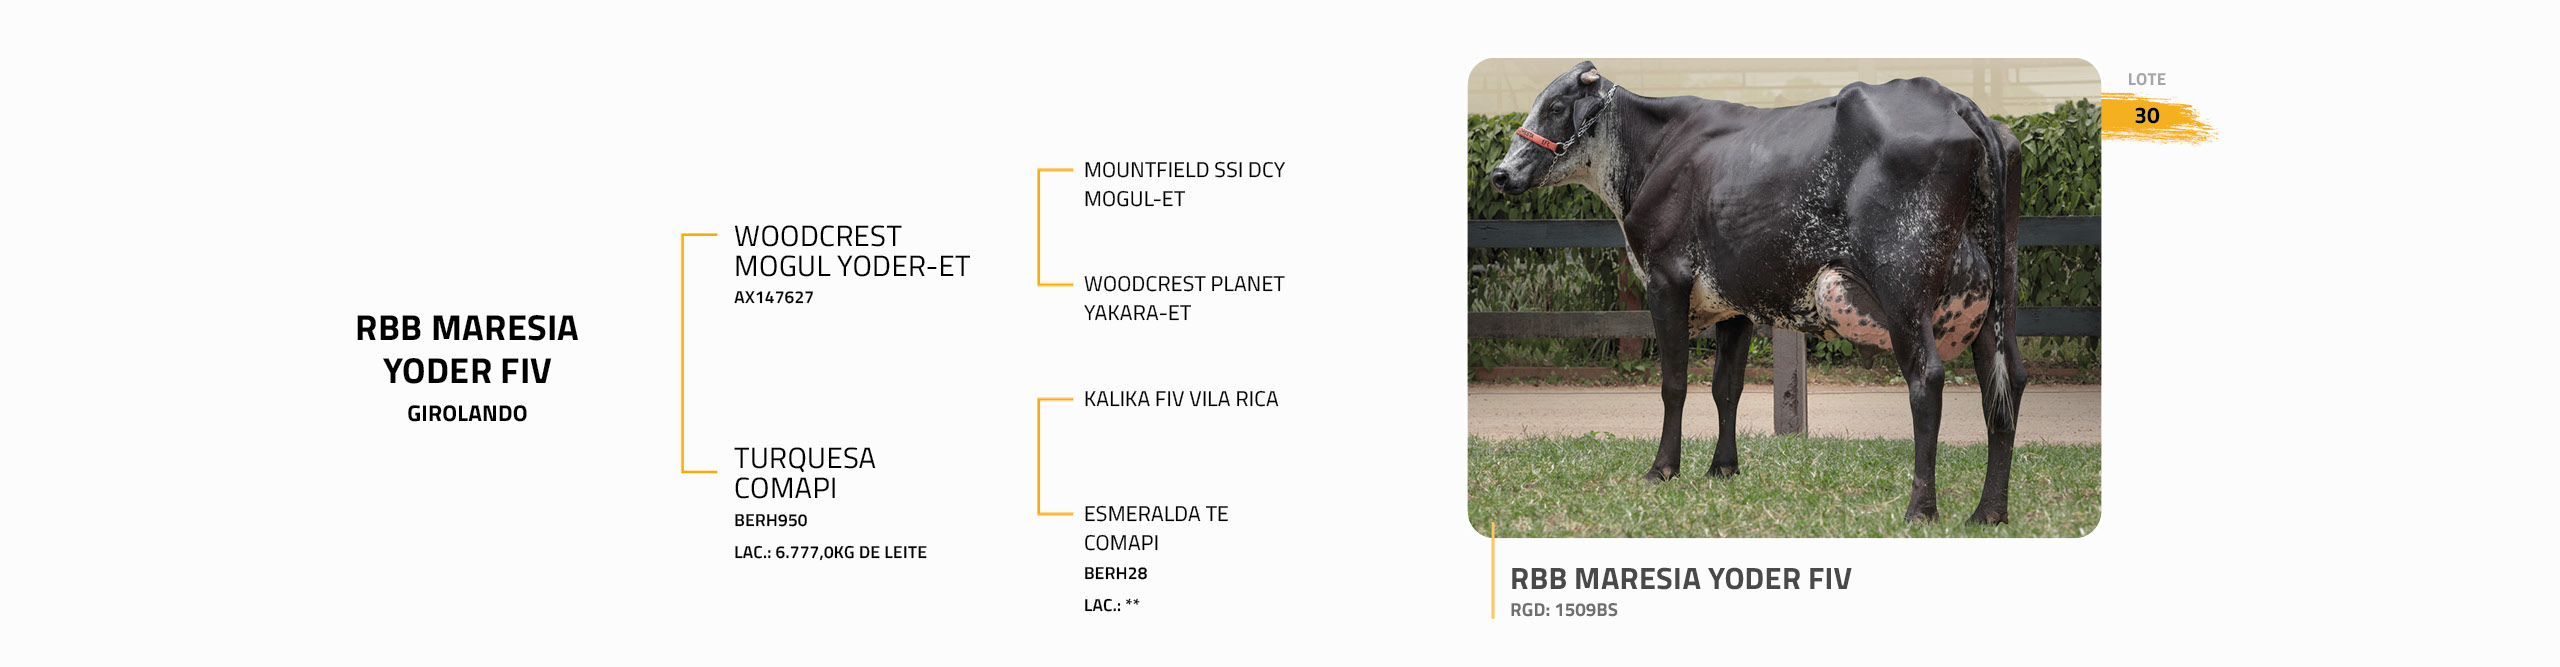 RBB MARESIA
YODER FIV
GIROLANDO
WOODCREST
MOGUL YODER-ET
AX147627
TURQUESA
COMAPI
BERH950
LAC.: 6.777,0KG DE LEITE
MOUNTFIELD SSI DCY
MOGUL-ET
WOODCREST PLANET
YAKARA-ET
KALIKA FIV VILA RICA
ESMERALDA TE
COMAPI
BERH28
LAC.: **
LOTE
30
RBB MARESIA YODER FIV
RGD: 1509BS